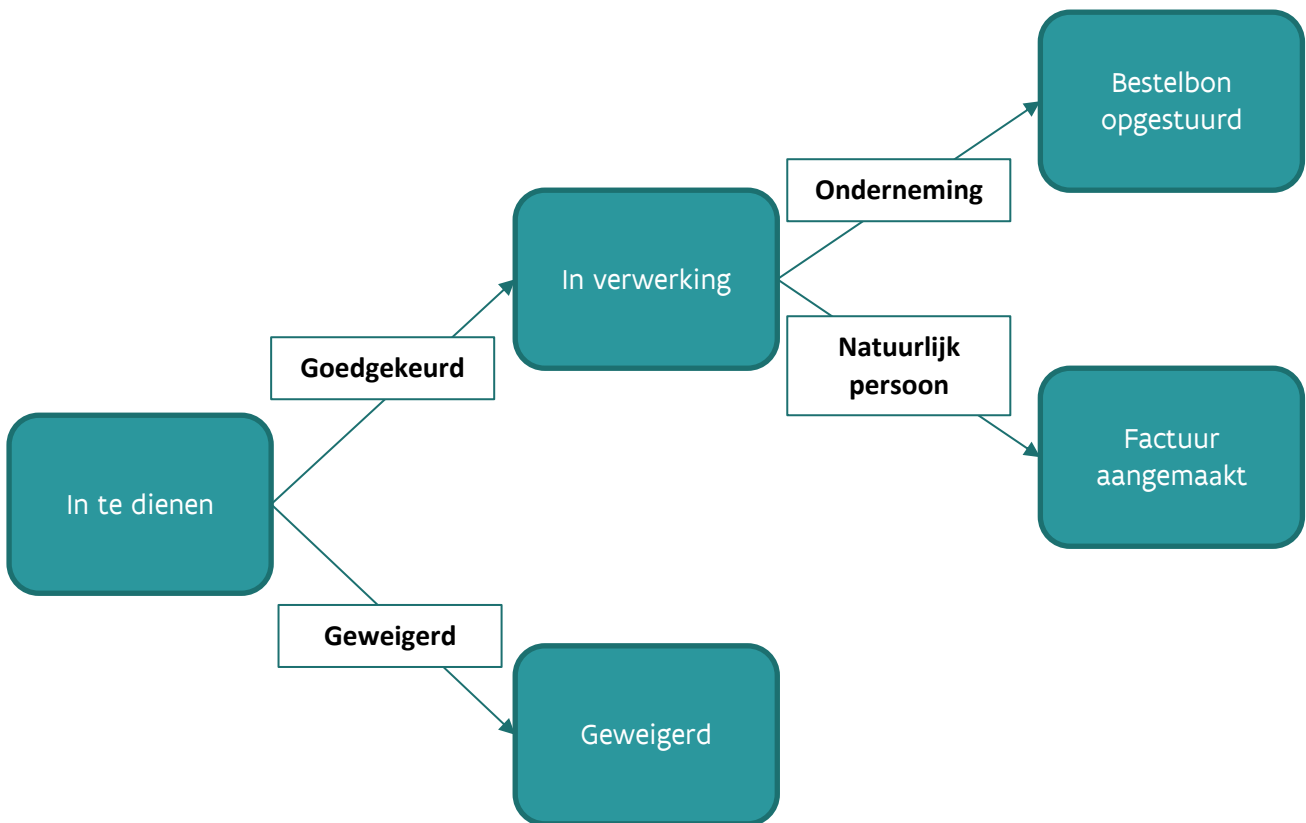 Bestelbon
opgestuurd
Onderneming
In verwerking
Natuurlijk
persoon
Goedgekeurd
Factuur
aangemaakt
In te dienen
Geweigerd
Geweigerd